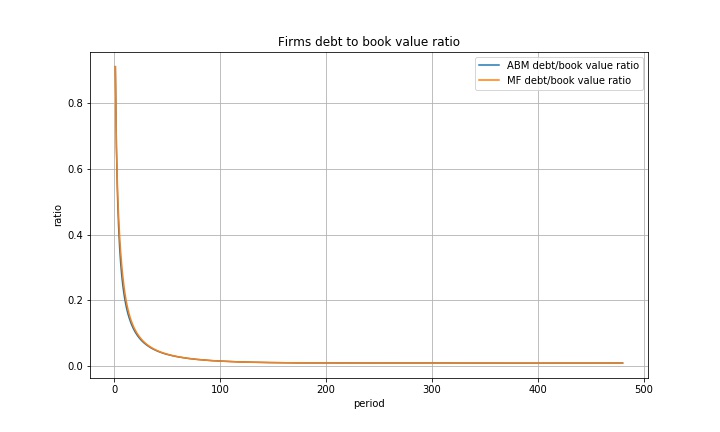 Firms debt to book value ratio
ABM debt/book value ratio
MF debt/book value ratio
ratio
0.8
0.6
0.4
0.2
0.0
0
100
200
300
400
500
period